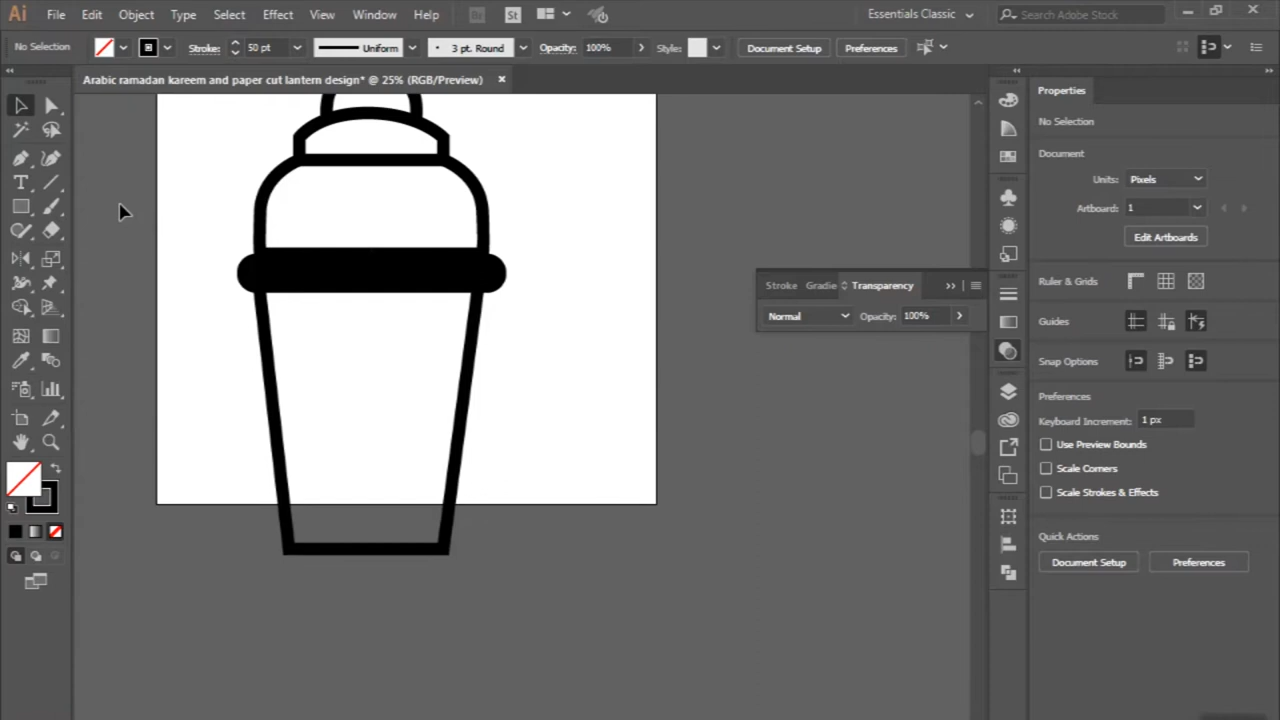 Ai File Edit Object Type Select Effect View Window Help Br St Essentials Classic Search Adobe Stock
No Selection Stroke: 50 pt Uniform 3 pt. Round Opacity: 100% Style: Document Setup Preferences
Arabic ramadan kareem and paper cut lantern design* @ 25% (RGB/Preview)
Properties
No Selection
Document
Units: Pixels
Artboard: 1
Edit Artboards
Ruler & Grids
Stroke Gradie Transparency
Normal Opacity: 100%
Guides
Snap Options
Preferences
Keyboard Increment: 1 px
Use Preview Bounds
Scale Corners
Scale Strokes & Effects
Quick Actions
Document Setup Preferences